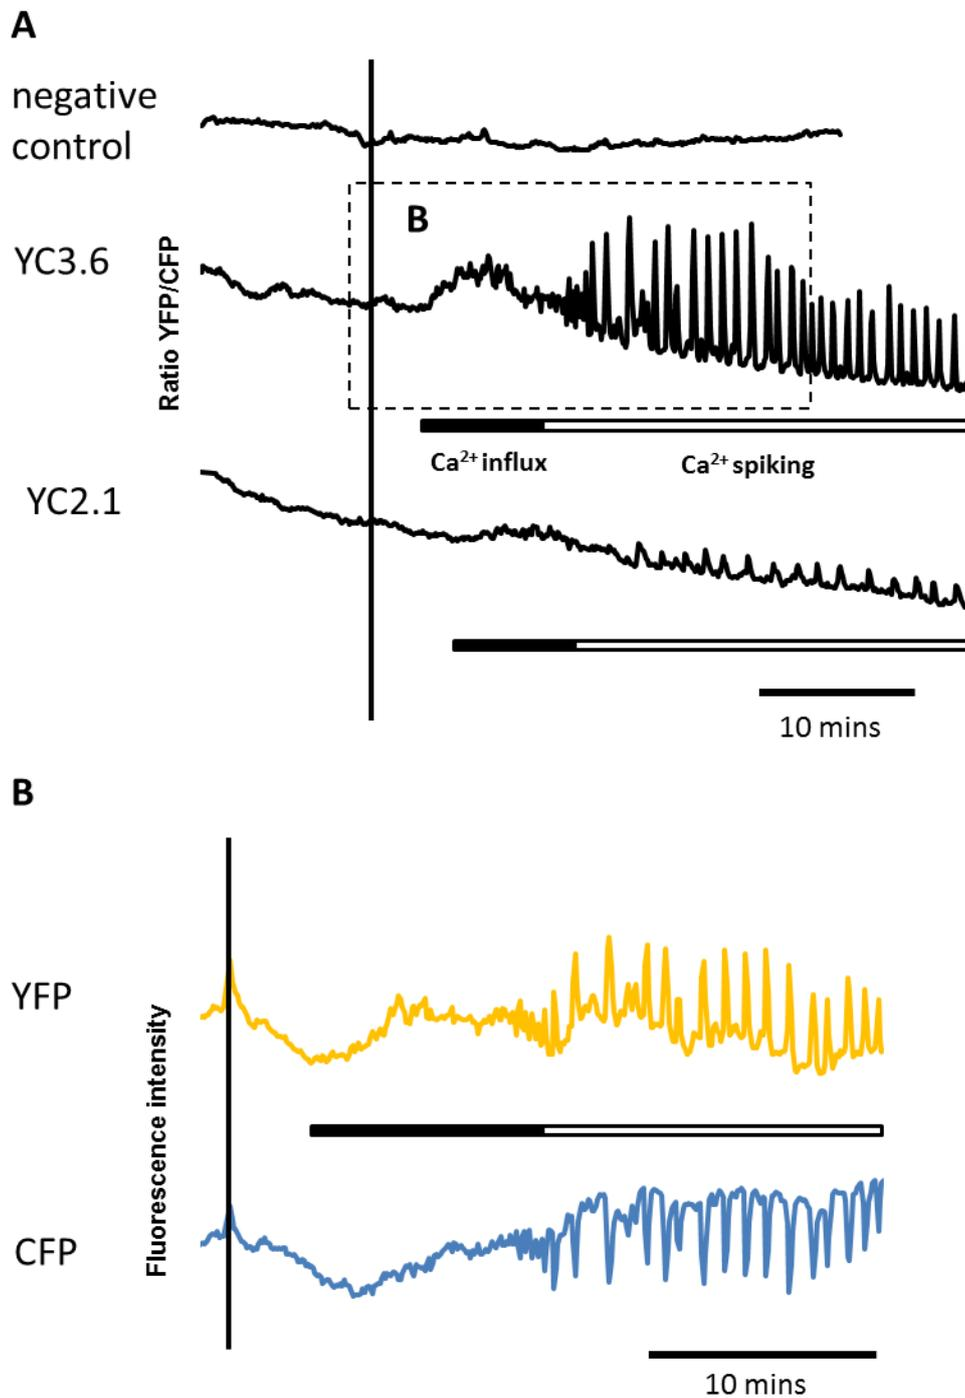 A
negative
control
B
YC3.6
Ratio YFP/CFP
Ca²⁺ influx
Ca²⁺ spiking
YC2.1
10 mins
B
YFP
Fluorescence intensity
CFP
10 mins